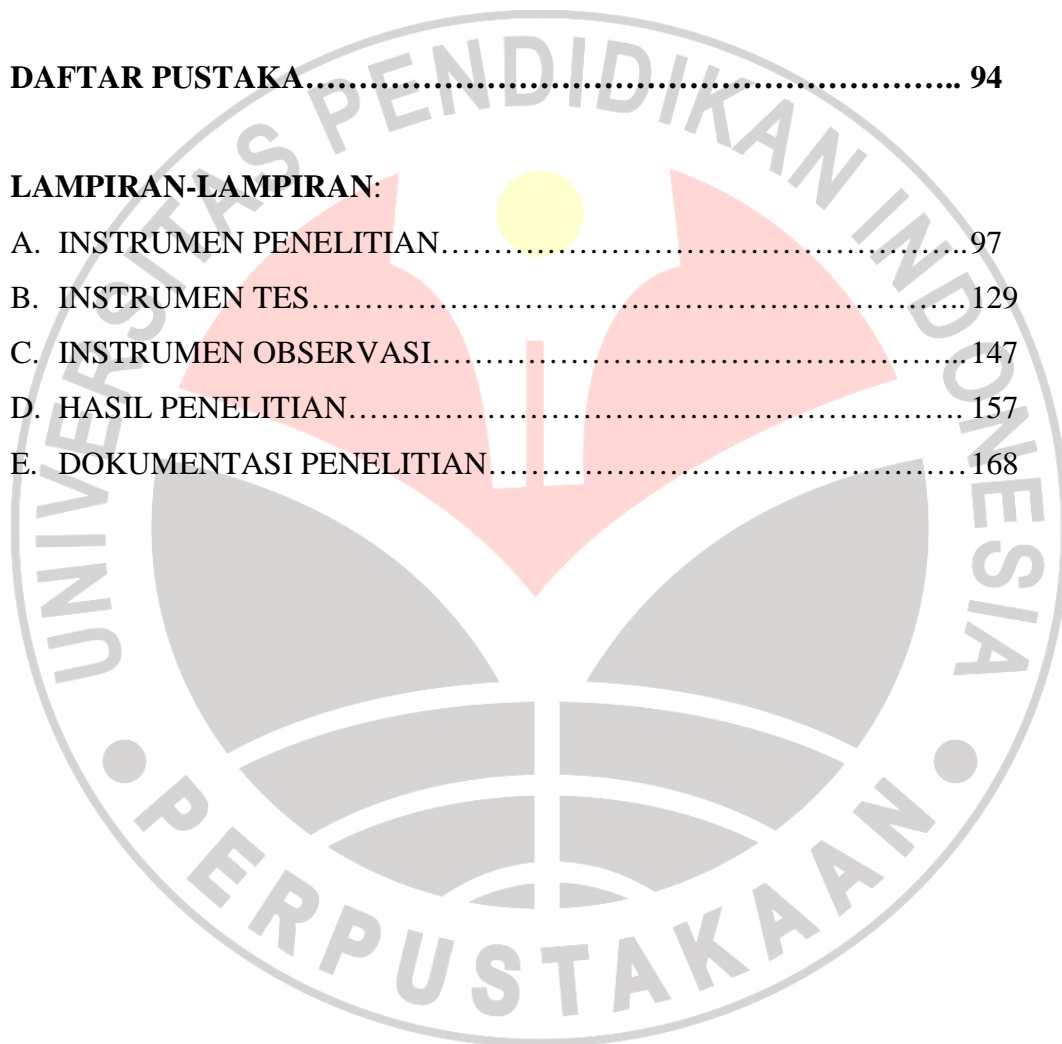 DAFTAR PUSTAKA……………………………………………………………….. 94
LAMPIRAN-LAMPIRAN:
A. INSTRUMEN PENELITIAN…………………………………………………..97
B. INSTRUMEN TES………………………………………………………………. 129
C. INSTRUMEN OBSERVASI…………………………………………………... 147
D. HASIL PENELITIAN……………………………………………………………. 157
E. DOKUMENTASI PENELITIAN………………………………………………168
UNIVERSITAS PENDIDIKAN INDONESIA
PERPUSTAKAAN